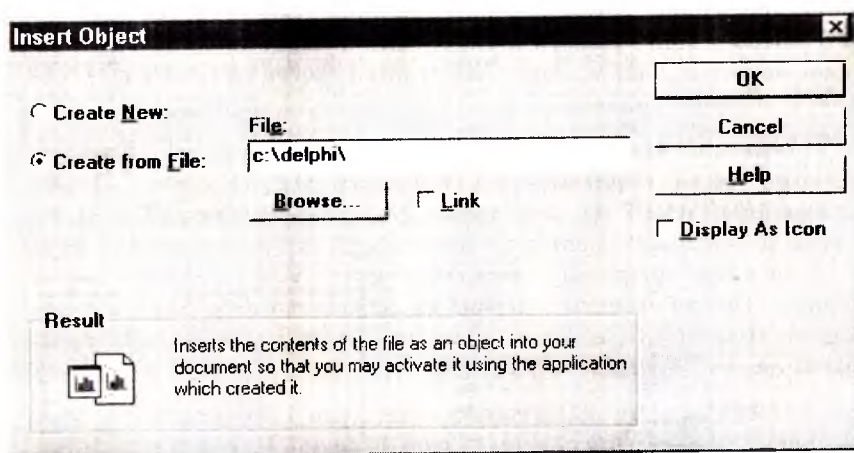 Insert Object
Create New:
Create from File:
File:
c:\delphi\
Browse...
Link
OK
Cancel
Help
Display As Icon
Result
Inserts the contents of the file as an object into your
document so that you may activate it using the application
which created it.